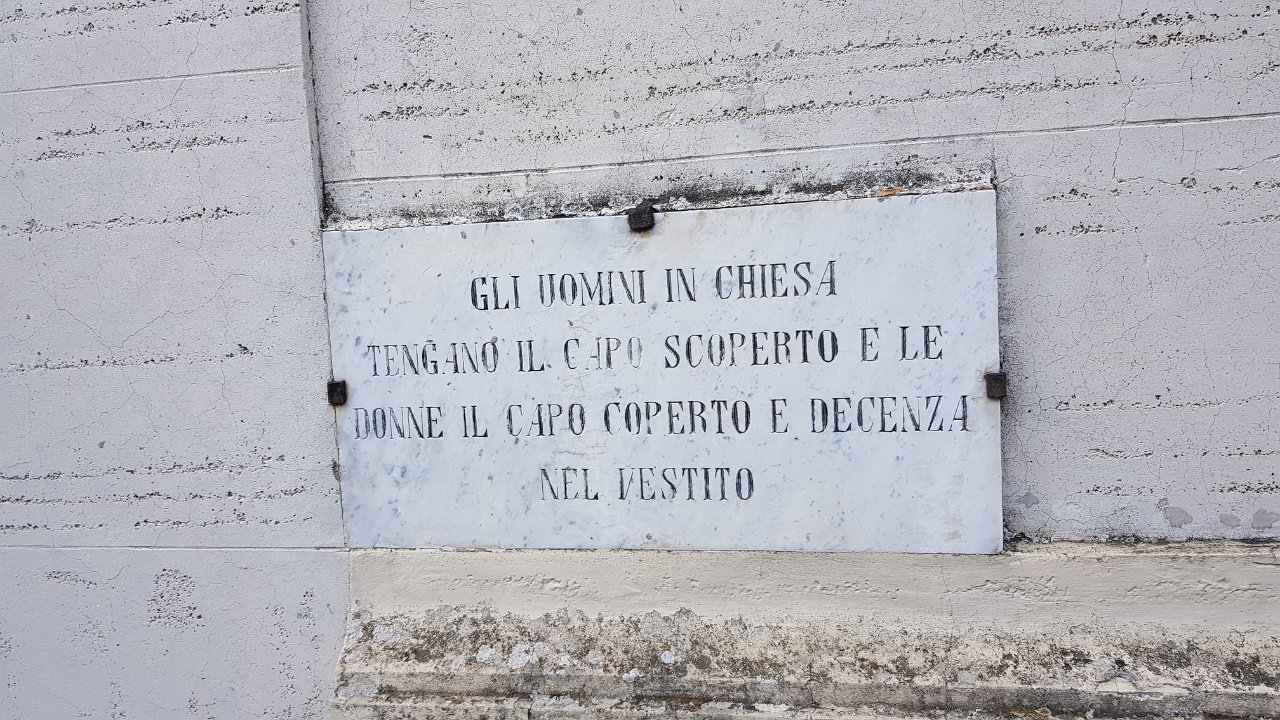 GLI UOMINI IN CHIESA
TENGANO IL CAPO SCOPERTO E LE
DONNE IL CAPO COPERTO E DECENZA
NEL VESTITO